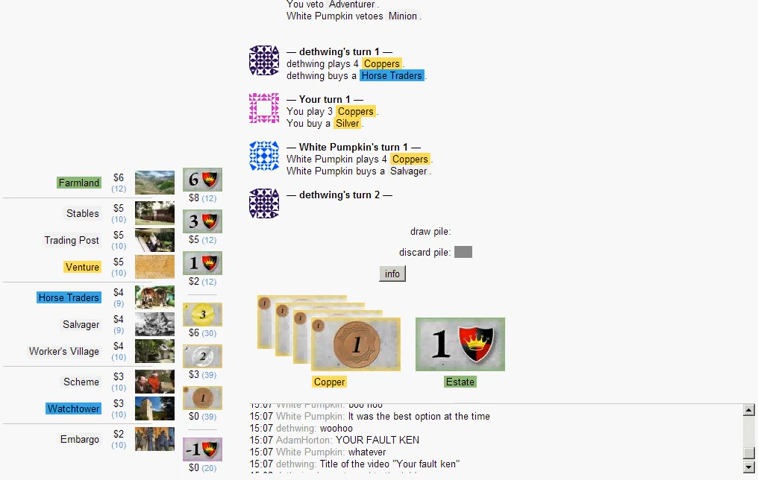 You veto Adventurer.
White Pumpkin vetoes Minion.
— dethwing's turn 1 —
dethwing plays 4 Coppers.
dethwing buys a Horse Traders.
— Your turn 1 —
You play 3 Coppers.
You buy a Silver.
— White Pumpkin's turn 1 —
White Pumpkin plays 4 Coppers.
White Pumpkin buys a Salvager.
— dethwing's turn 2 —
draw pile:
discard pile:
info
Farmland $6 (12)
6 $8 (12)
Stables $5 (10)
3 $5 (12)
Trading Post $5 (10)
Venture $5 (10)
1 $2 (12)
Horse Traders $4 (9)
3 $6 (30)
Salvager $4 (9)
Worker's Village $4 (10)
2 $3 (39)
Scheme $3 (10)
Watchtower $3 (10)
1 $0 (39)
Embargo $2 (10)
-1 $0 (20)
1 1 1 1 1
Copper
1
Estate
15:07 White Pumpkin: boo hoo
15:07 White Pumpkin: It was the best option at the time
15:07 dethwing: woohoo
15:07 AdamHorton: YOUR FAULT KEN
15:07 White Pumpkin: whatever
15:07 dethwing: Title of the video "Your fault ken"